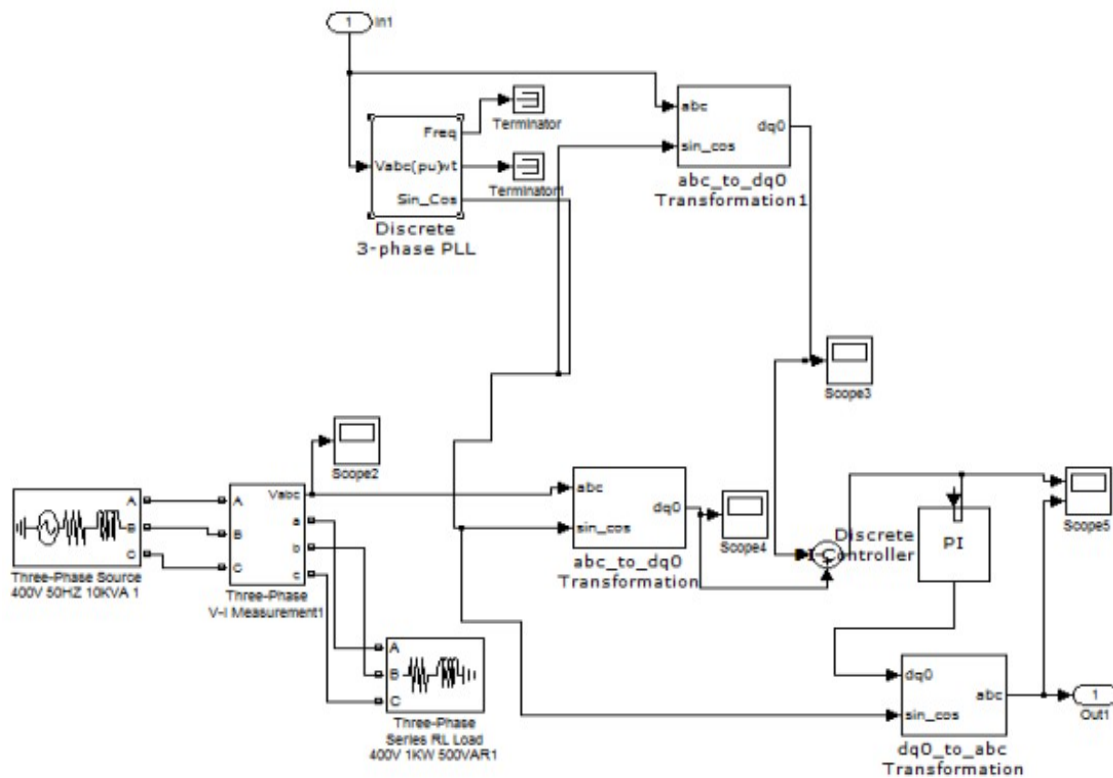 1
In1
Freq
Vabc(pu)wt
Sin_Cos
Discrete
3-phase PLL
Terminator
Terminator1
abc
dq0
sin_cos
abc_to_dq0
Transformation1
Scope3
Scope2
A
B
C
Three-Phase Source
400V 50HZ 10KVA 1
A
B
C
Vabc
a
b
c
Three-Phase
V-I Measurement1
A
B
C
Three-Phase
Series RL Load
400V 1KW 500VAR1
abc
dq0
sin_cos
abc_to_dq0
Transformation
Scope4
Discrete
Controller
PI
Scope5
dq0
abc
sin_cos
dq0_to_abc
Transformation
1
Out1